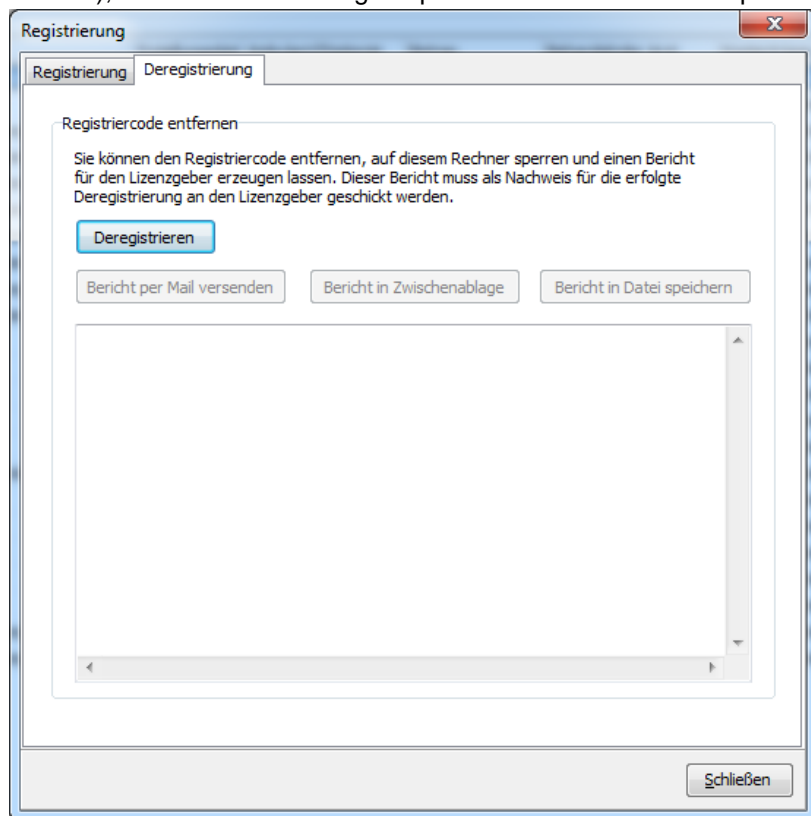 Registrierung
Registrierung Deregistrierung
Registriercode entfernen
Sie können den Registriercode entfernen, auf diesem Rechner sperren und einen Bericht
für den Lizenzgeber erzeugen lassen. Dieser Bericht muss als Nachweis für die erfolgte
Deregistrierung an den Lizenzgeber geschickt werden.
Deregistrieren
Bericht per Mail versenden Bericht in Zwischenablage Bericht in Datei speichern
Schließen